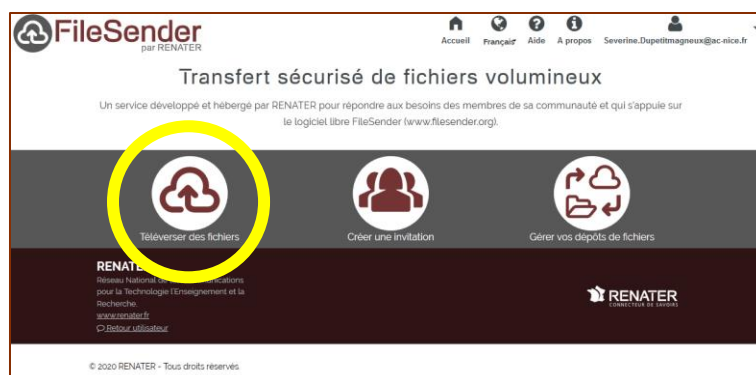 FileSender
par RENATER
Accueil Français Aide A propos Severine.Dupetitmagneux@ac-nice.fr
Transfert sécurisé de fichiers volumineux
Un service développé et hébergé par RENATER pour répondre aux besoins des membres de sa communauté et qui s'appuie sur
le logiciel libre FileSender (www.filesender.org).
Téléverser des fichiers Créer une invitation Gérer vos dépôts de fichiers
Réseau National de
pour la Technologie l'Enseignement et la
Recherche.
www.renater.fr
Retour utilisateur
RENATER
CONNECTEUR DE SAVOIRS
© 2020 RENATER - Tous droits réservés